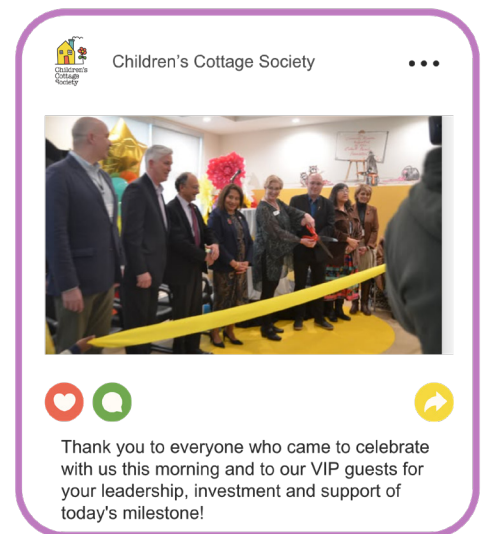 Children's
Cottage
Society
Children's Cottage Society
Thank you to everyone who came to celebrate
with us this morning and to our VIP guests for
your leadership, investment and support of
today's milestone!